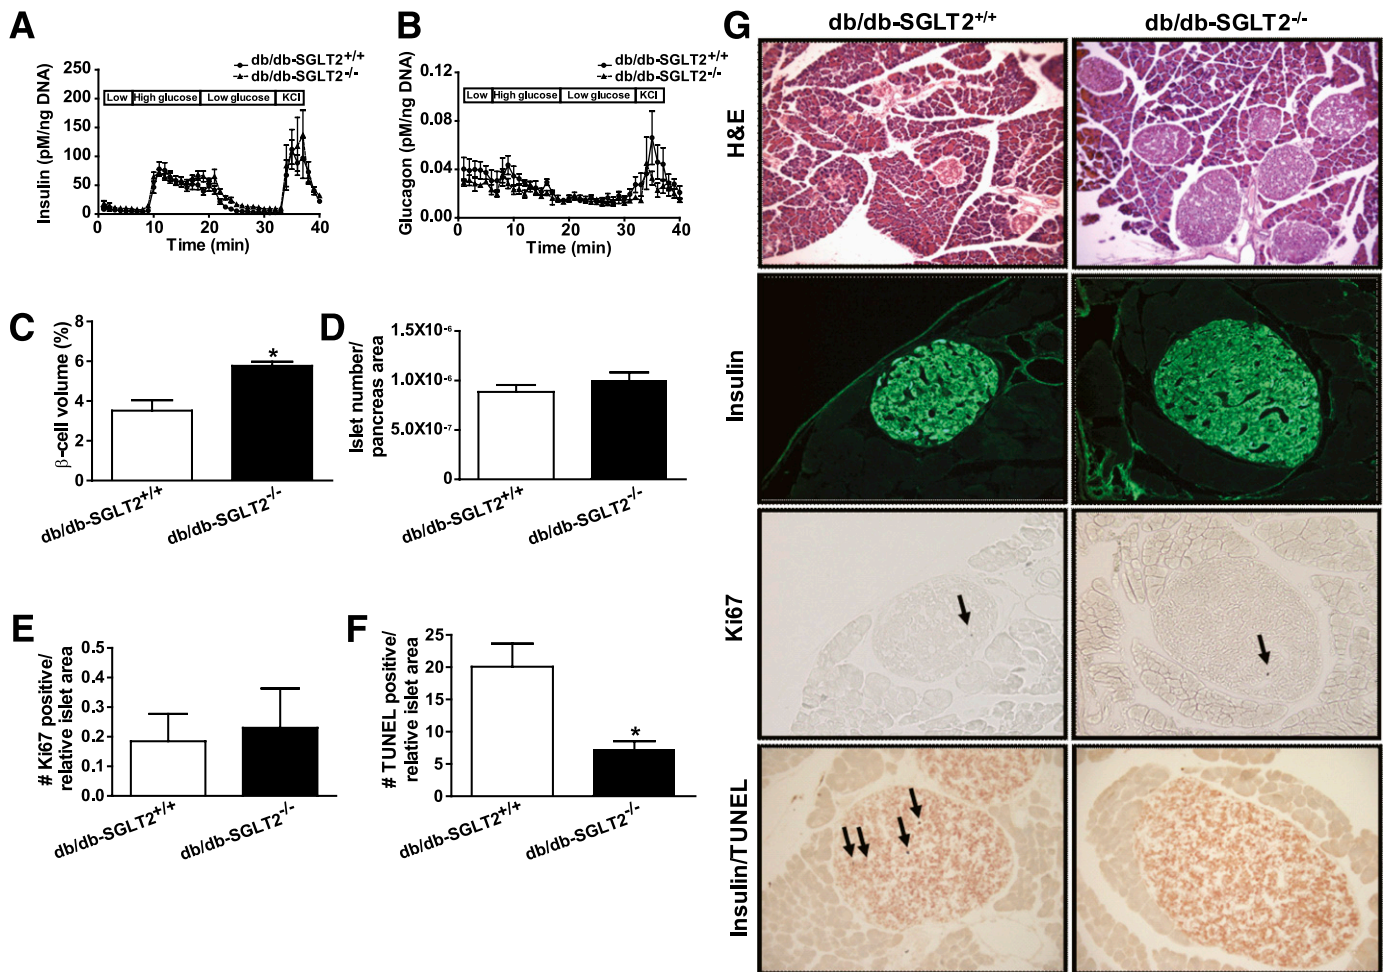 A
db/db-SGLT2+/+
db/db-SGLT2-/-
Insulin (pM/ng DNA)
250
200
150
100
50
0
Low
High glucose
Low glucose
KCl
0
10
20
30
40
Time (min)
B
db/db-SGLT2+/+
db/db-SGLT2-/-
Glucagon (pM/ng DNA)
0.12
0.08
0.04
0.00
Low
High glucose
Low glucose
KCl
0
10
20
30
40
Time (min)
C
β-cell volume (%)
8
6
4
2
0
*
db/db-SGLT2+/+
db/db-SGLT2-/-
D
Islet number/
pancreas area
1.5X10-6
1.0X10-6
5.0X10-7
0
db/db-SGLT2+/+
db/db-SGLT2-/-
E
# Ki67 positive/
relative islet area
0.5
0.4
0.3
0.2
0.1
0.0
db/db-SGLT2+/+
db/db-SGLT2-/-
F
# TUNEL positive/
relative islet area
25
20
15
10
5
0
*
db/db-SGLT2+/+
db/db-SGLT2-/-
G
db/db-SGLT2+/+
db/db-SGLT2-/-
H&E
Insulin
Ki67
Insulin/TUNEL